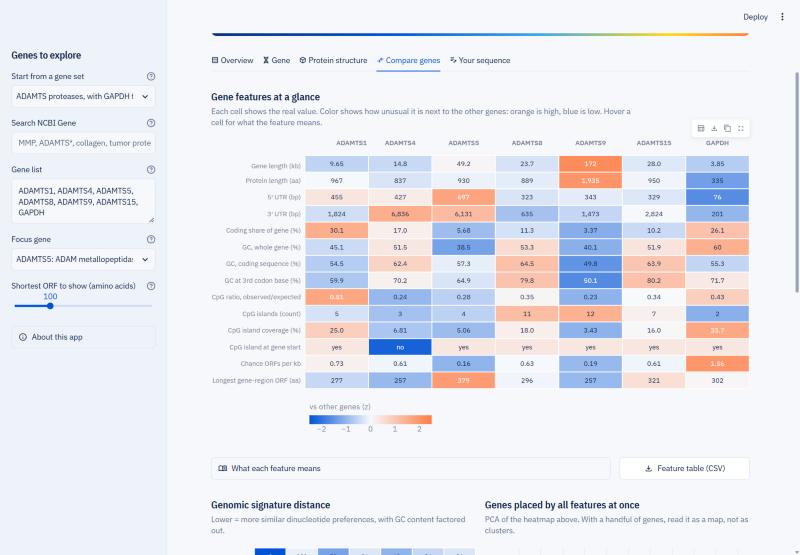 Deploy
Genes to explore
Start from a gene set
ADAMTS proteases, with GAPDH
Search NCBI Gene
MMP, ADAMTS*, collagen, tumor prote
Gene list
ADAMTS1, ADAMTS4, ADAMTS5,
ADAMTS8, ADAMTS9, ADAMTS15,
GAPDH
Focus gene
ADAMTS5: ADAM metallopeptidas
Shortest ORF to show (amino acids)
100
About this app
Overview Gene Protein structure Compare genes Your sequence
Gene features at a glance
Each cell shows the real value. Color shows how unusual it is next to the other genes: orange is high, blue is low. Hover a
cell for what the feature means.
ADAMTS1 ADAMTS4 ADAMTS5 ADAMTS8 ADAMTS9 ADAMTS15 GAPDH
Gene length (kb) 9.65 14.8 49.2 23.7 172 28.0 3.85
Protein length (aa) 967 837 930 889 1,935 950 335
5' UTR (bp) 455 427 697 323 343 329 76
3' UTR (bp) 1,824 6,836 6,131 635 1,473 2,824 201
Coding share of gene (%) 30.1 17.0 5.68 11.3 3.37 10.2 26.1
GC, whole gene (%) 45.1 51.5 38.5 53.3 40.1 51.9 60
GC, coding sequence (%) 54.5 62.4 57.3 64.5 49.8 63.9 55.3
GC at 3rd codon base (%) 59.9 70.2 64.9 79.8 50.1 80.2 71.7
CpG ratio, observed/expected 0.51 0.24 0.28 0.35 0.23 0.34 0.43
CpG islands (count) 5 3 4 11 12 7 2
CpG island coverage (%) 25.0 6.81 5.06 18.0 3.43 16.0 33.7
CpG island at gene start yes no yes yes yes yes yes
Chance ORFs per kb 0.73 0.61 0.16 0.63 0.19 0.61 1.56
Longest gene-region ORF (aa) 277 257 379 296 257 321 302
vs other genes (z)
−2 −1 0 1 2
What each feature means
Feature table (CSV)
Genomic signature distance
Lower = more similar dinucleotide preferences, with GC content factored
out.
Genes placed by all features at once
PCA of the heatmap above. With a handful of genes, read it as a map, not as
clusters.